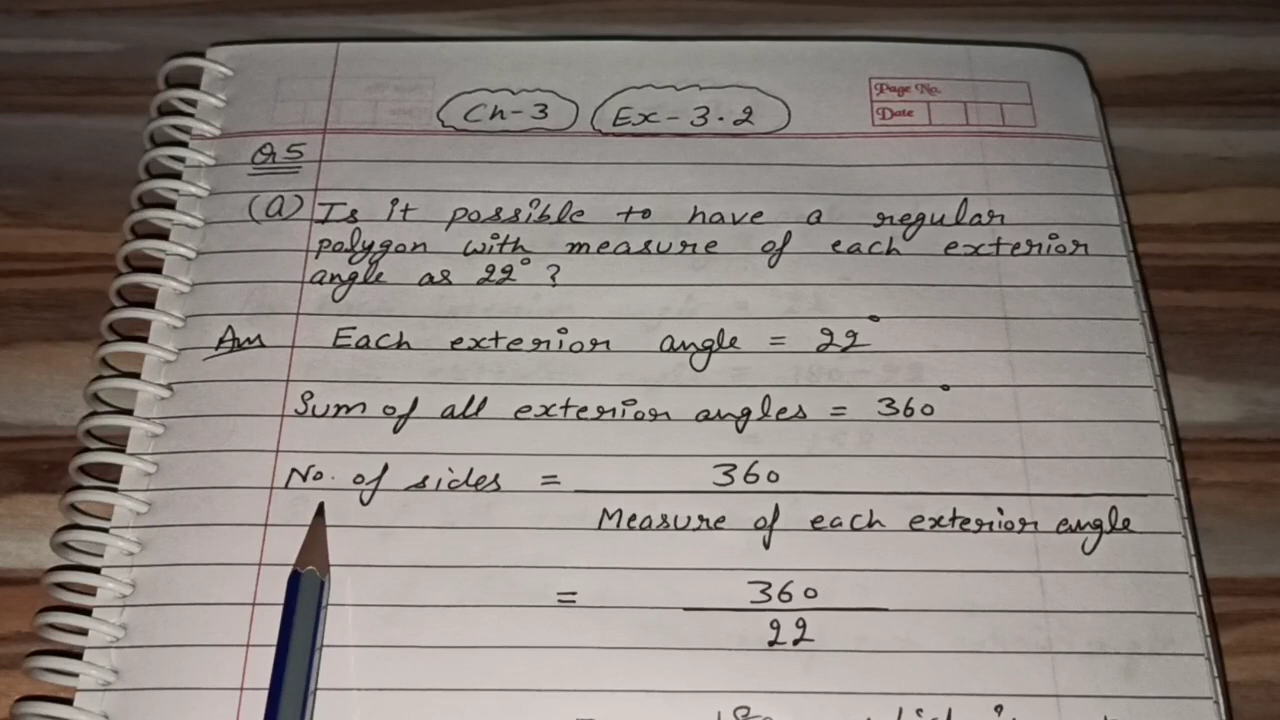 Ch-3 Ex-3.2
Page No.
Date
Q5
(a) Is it possible to have a regular
polygon with measure of each exterior
angle as 22° ?
Ans Each exterior angle = 22°
Sum of all exterior angles = 360°
No. of sides = 360
Measure of each exterior angle
= 360
22